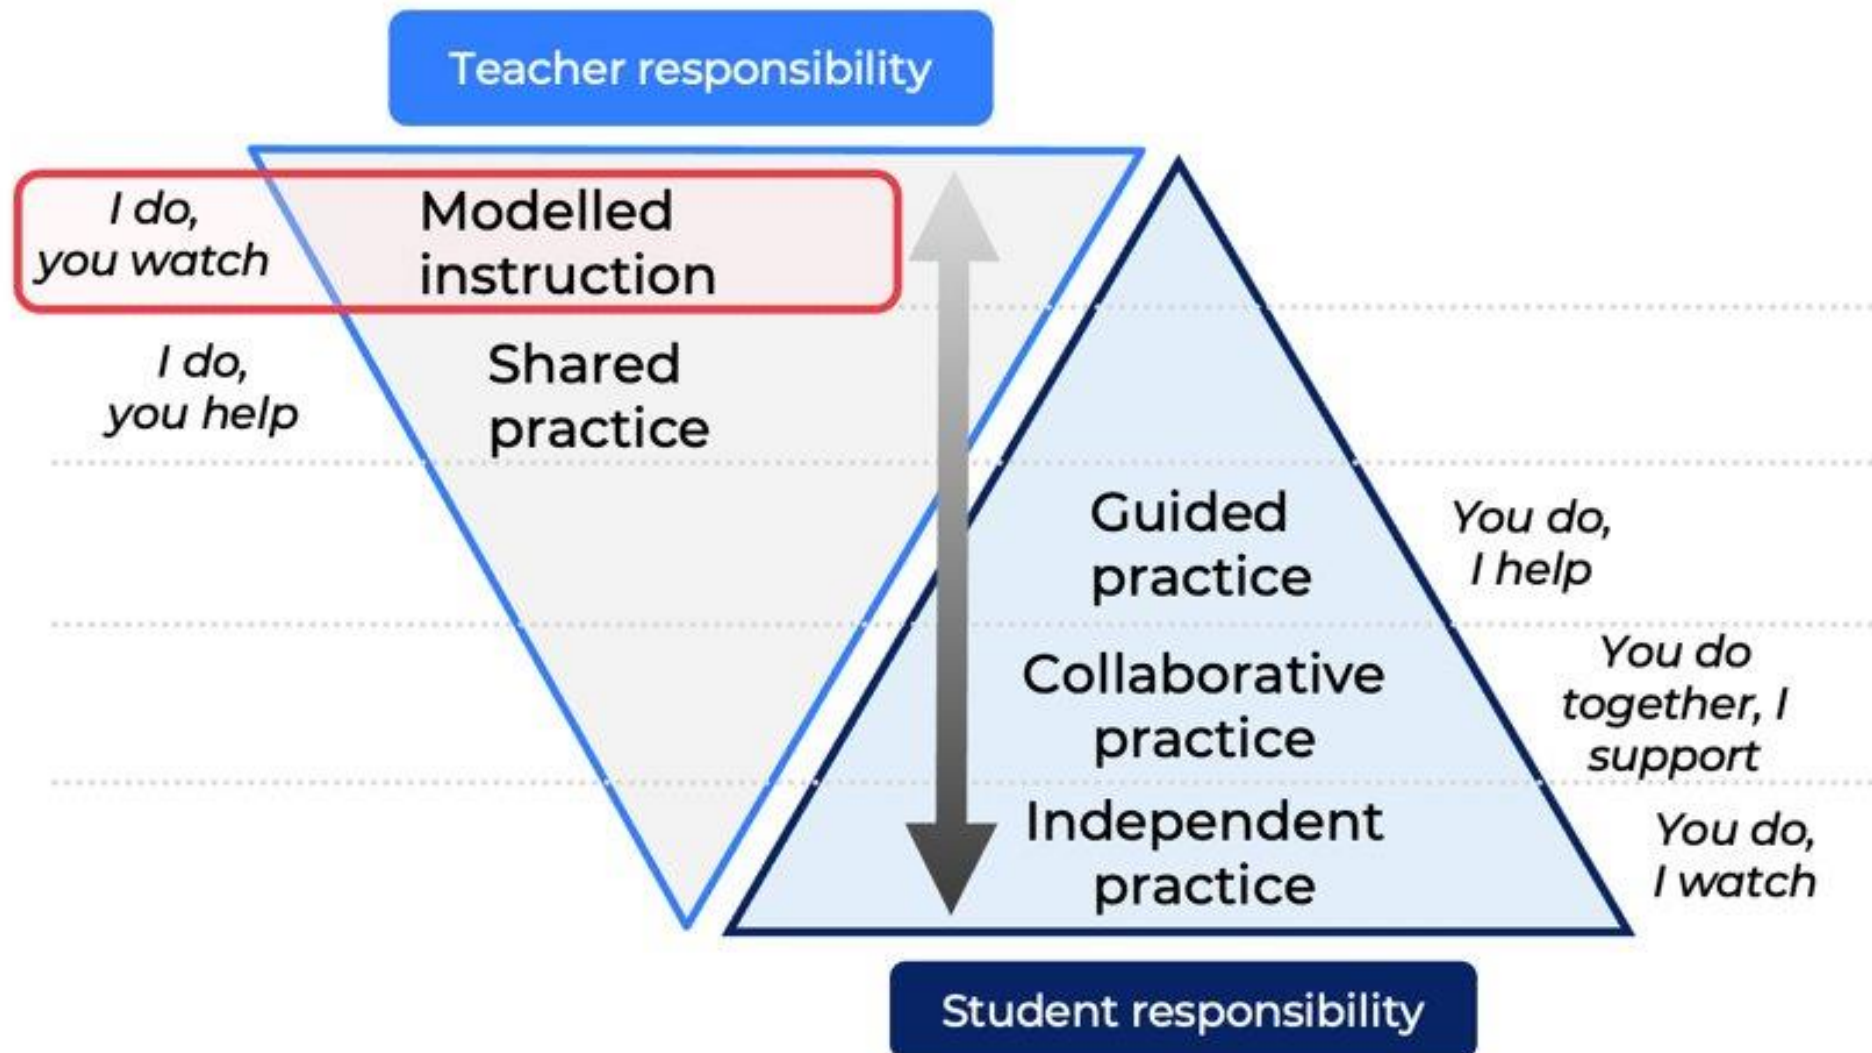 Teacher responsibility
I do,
you watch
Modelled
instruction
I do,
you help
Shared
practice
Guided
practice
You do,
I help
Collaborative
practice
You do
together, I
support
Independent
practice
You do,
I watch
Student responsibility